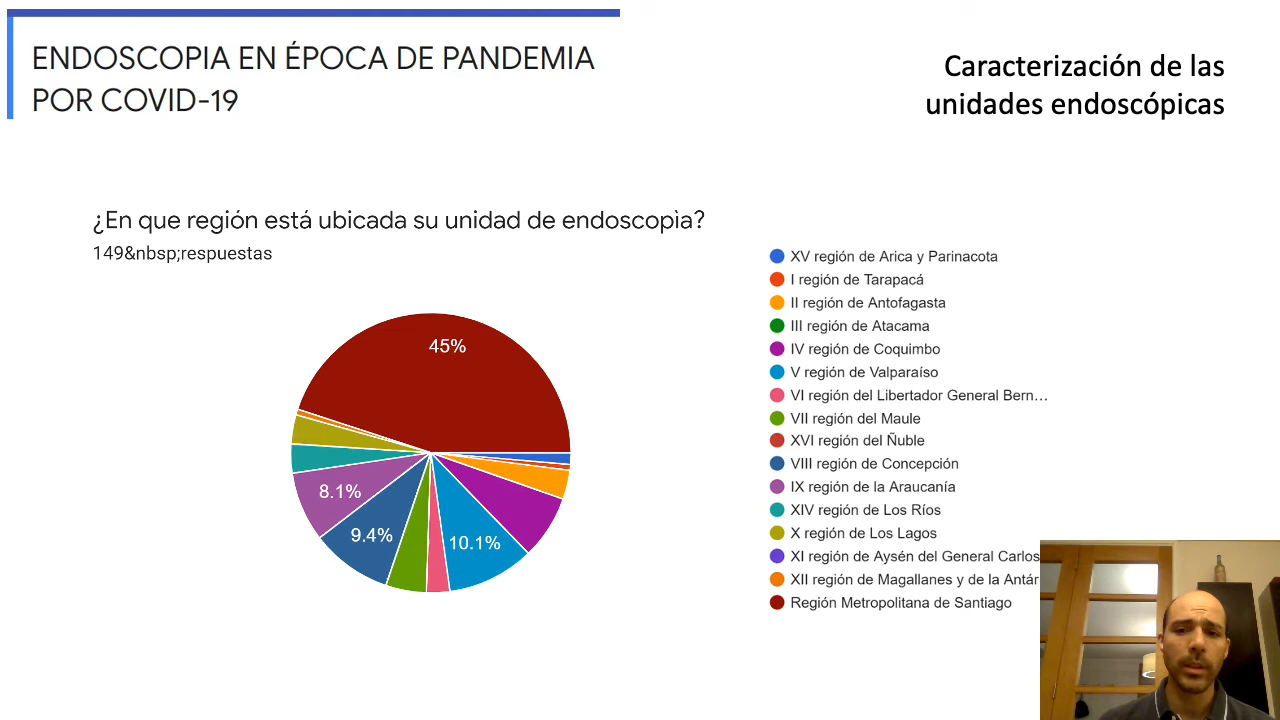 ENDOSCOPIA EN ÉPOCA DE PANDEMIA
POR COVID-19
Caracterización de las
unidades endoscópicas
¿En que región está ubicada su unidad de endoscopìa?
149&nbsp;respuestas
45%
8.1%
9.4%
10.1%
XV región de Arica y Parinacota
I región de Tarapacá
II región de Antofagasta
III región de Atacama
IV región de Coquimbo
V región de Valparaíso
VI región del Libertador General Bern…
VII región del Maule
XVI región del Ñuble
VIII región de Concepción
IX región de la Araucanía
XIV región de Los Ríos
X región de Los Lagos
XI región de Aysén del General Carlos
XII región de Magallanes y de la Antár
Región Metropolitana de Santiago